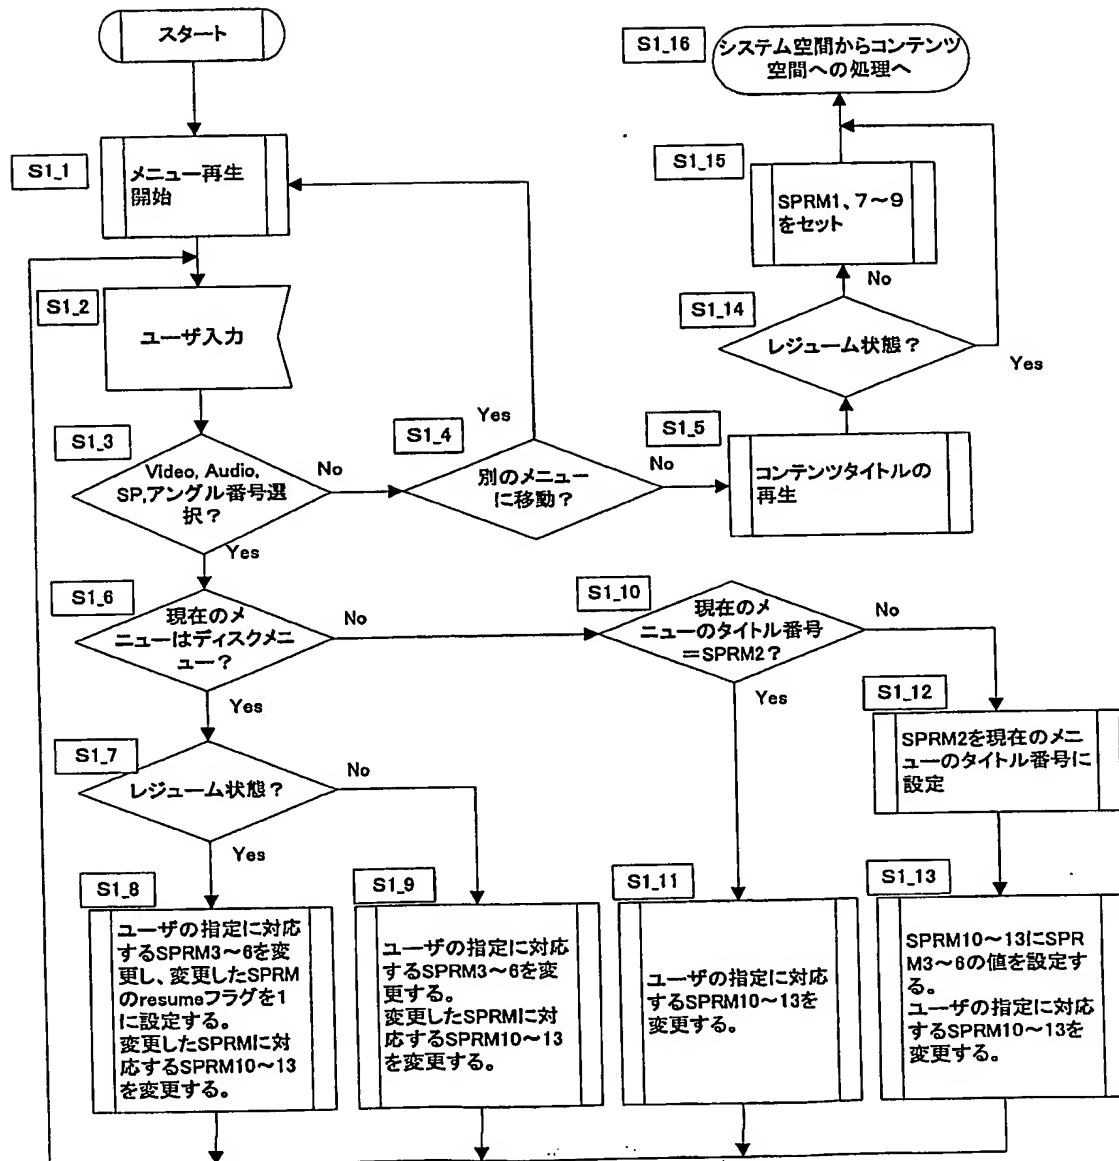 スタート
S1_1
メニュー再生
開始
S1_2
ユーザ入力
S1_3
Video, Audio,
SP,アングル番号選
択？
No
Yes
S1_4
別のメニュー
に移動？
Yes
No
S1_5
コンテンツタイトルの
再生
S1_14
レジューム状態？
No
Yes
S1_15
SPRM1、7～9
をセット
S1_16
システム空間からコンテンツ
空間への処理へ
S1_6
現在のメ
ニューはディスクメニ
ュー？
No
Yes
S1_10
現在のメ
ニューのタイトル番号
＝SPRM2？
No
Yes
S1_12
SPRM2を現在のメニ
ューのタイトル番号に
設定
S1_7
レジューム状態？
No
Yes
S1_8
ユーザの指定に対応
するSPRM3～6を変
更し、変更したSPRM
のresumeフラグを1
に設定する。
変更したSPRMに対
応するSPRM10～13
を変更する。
S1_9
ユーザの指定に対応
するSPRM3～6を変
更する。
変更したSPRMに対
応するSPRM10～13
を変更する。
S1_11
ユーザの指定に対応
するSPRM10～13を
変更する。
S1_13
SPRM10～13にSPR
M3～6の値を設定す
る。
ユーザの指定に対応
するSPRM10～13を
変更する。